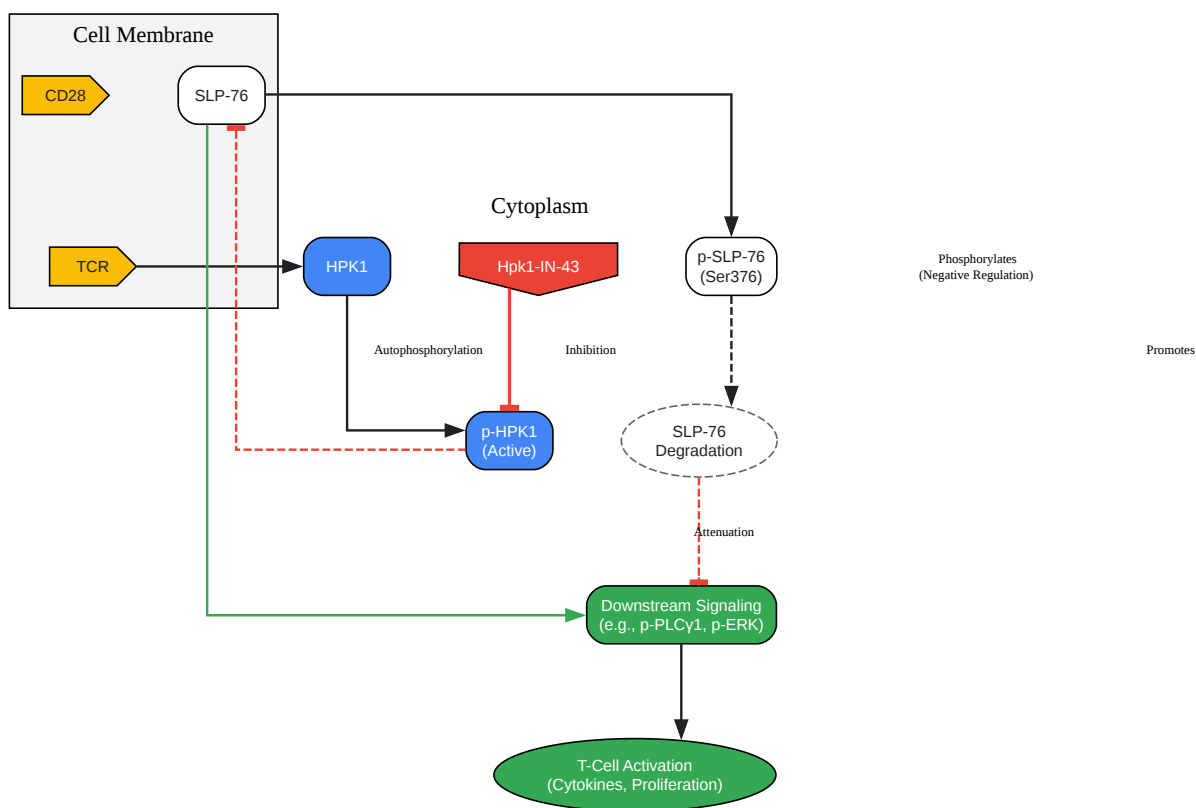 Cell Membrane
CD28
SLP-76
Cytoplasm
TCR
HPK1
Hpk1-IN-43
p-SLP-76
(Ser376)
Phosphorylates
(Negative Regulation)
Autophosphorylation
Inhibition
Promotes
p-HPK1
(Active)
SLP-76
Degradation
Attenuation
Downstream Signaling
(e.g., p-PLCγ1, p-ERK)
T-Cell Activation
(Cytokines, Proliferation)